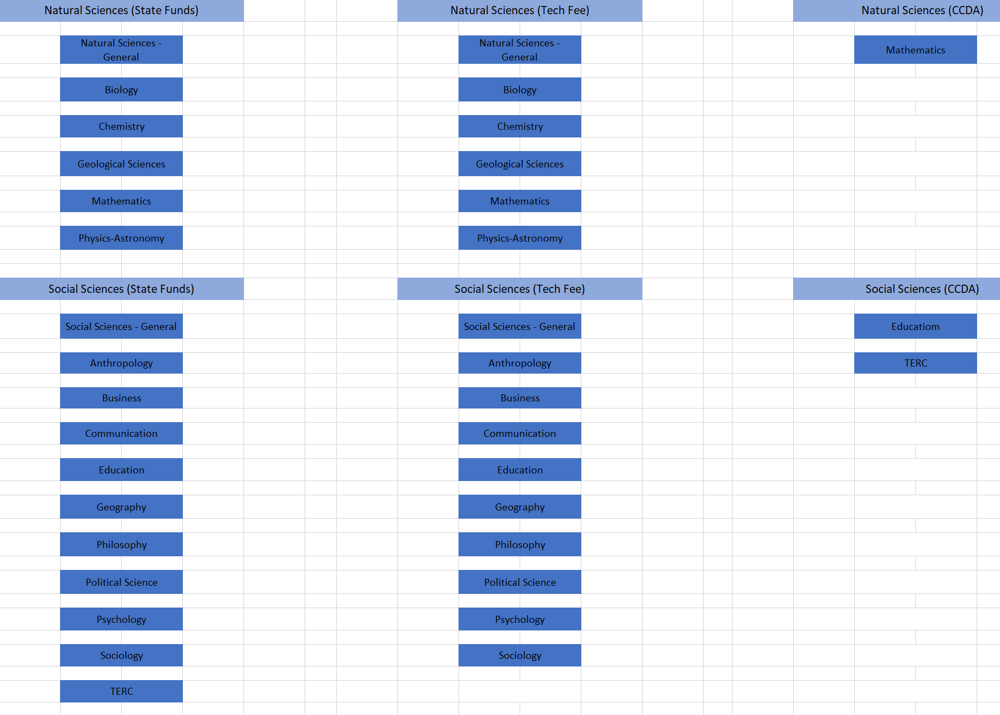 Natural Sciences (State Funds)
Natural Sciences (Tech Fee)
Natural Sciences (CCDA)
Natural Sciences -
General
Natural Sciences -
General
Mathematics
Biology
Biology
Chemistry
Chemistry
Geological Sciences
Geological Sciences
Mathematics
Mathematics
Physics-Astronomy
Physics-Astronomy
Social Sciences (State Funds)
Social Sciences (Tech Fee)
Social Sciences (CCDA)
Social Sciences - General
Social Sciences - General
Educatiom
Anthropology
Anthropology
TERC
Business
Business
Communication
Communication
Education
Education
Geography
Geography
Philosophy
Philosophy
Political Science
Political Science
Psychology
Psychology
Sociology
Sociology
TERC